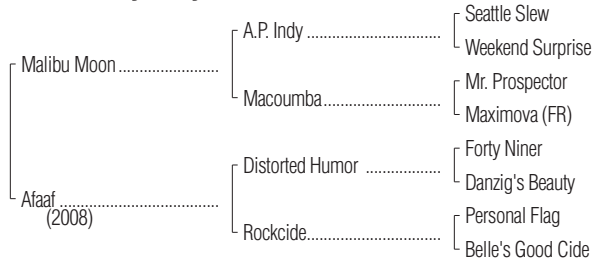 Seattle Slew
A.P. Indy
Weekend Surprise
Malibu Moon
Mr. Prospector
Macoumba
Maximova (FR)
Forty Niner
Distorted Humor
Danzig's Beauty
Afaaf
(2008)
Personal Flag
Rockcide
Belle's Good Cide